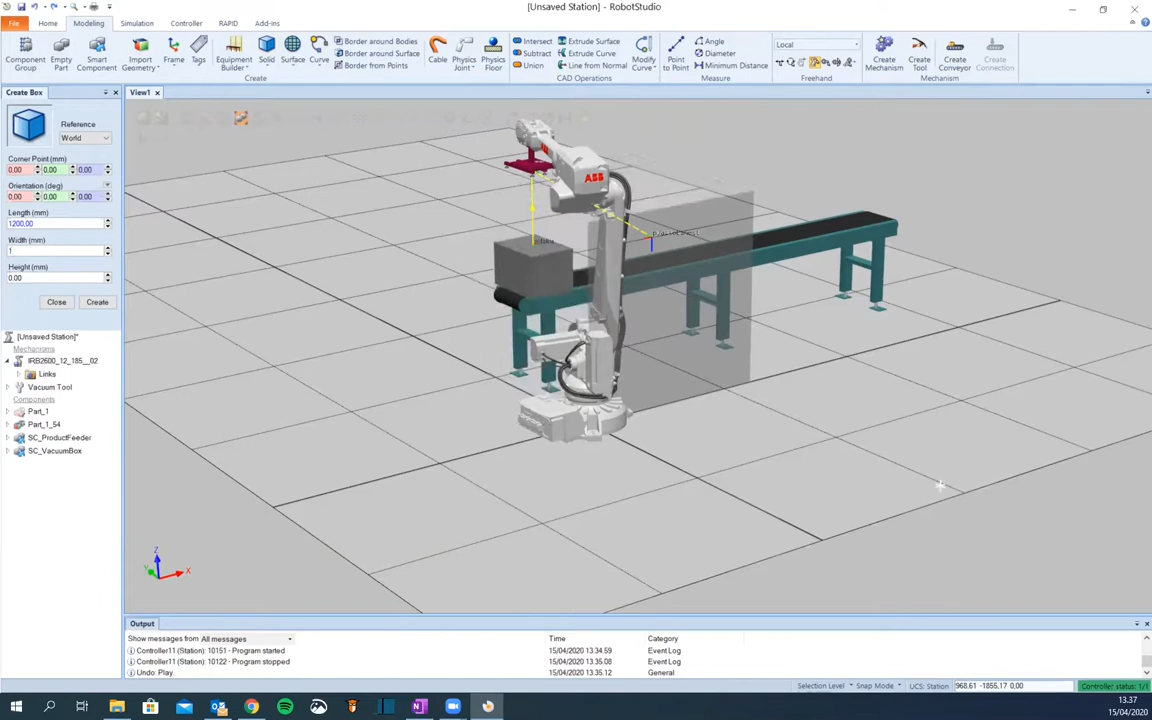 [Unsaved Station] - RobotStudio
File Home Modeling Simulation Controller RAPID Add-Ins
Component Group
Empty Part
Smart Component
Import Geometry
Frame
Tags
Equipment Builder
Solid
Surface
Curve
Border around Bodies
Border around Surface
Border from Points
Create
Cable
Physics Joint
Physics Floor
Intersect
Subtract
Union
Extrude Surface
Extrude Curve
Line from Normal
Modify Curve
CAD Operations
Point to Point
Angle
Diameter
Minimum Distance
Measure
Local
Freehand
Create Mechanism
Create Tool
Create Conveyor
Create Connection
Mechanism
Create Box
View1
Reference
World
Corner Point (mm)
0,00 0.00 0.00
Orientation (deg)
0,00 0.00 0.00
Length (mm)
1200,00
Width (mm)
1
Height (mm)
0.00
Close Create
[Unsaved Station]*
Mechanisms
IRB2600_12_185__02
Links
Vacuum Tool
Components
Part_1
Part_1_54
SC_ProductFeeder
SC_VacuumBox
ABB
Z
Y
X
Output
Show messages from All messages Time Category
Controller11 (Station): 10151 - Program started 15/04/2020 13.34.59 Event Log
Controller11 (Station): 10122 - Program stopped 15/04/2020 13.35.08 Event Log
Undo: Play. 15/04/2020 13.35.12 General
Selection Level Snap Mode UCS: Station 968.61 -1855,17 0,00 Controller status: 1/1
13.37
15/04/2020